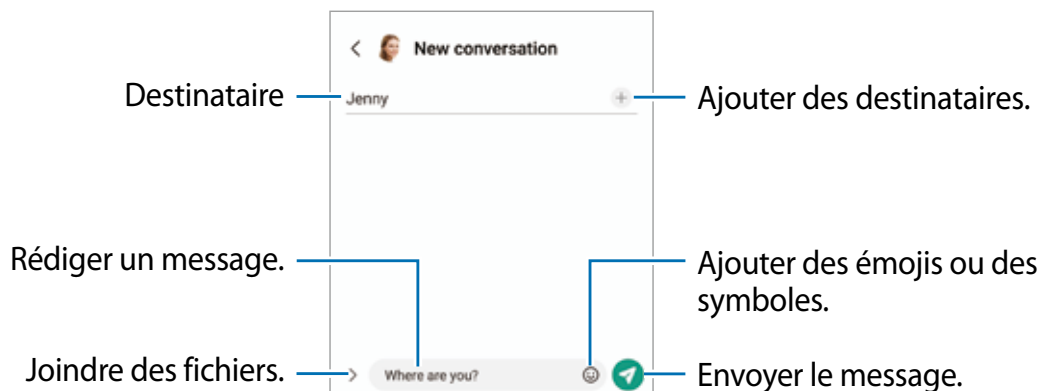 New conversation
Destinataire
Jenny
Ajouter des destinataires.
Rédiger un message.
Ajouter des émojis ou des
symboles.
Joindre des fichiers.
Where are you?
Envoyer le message.